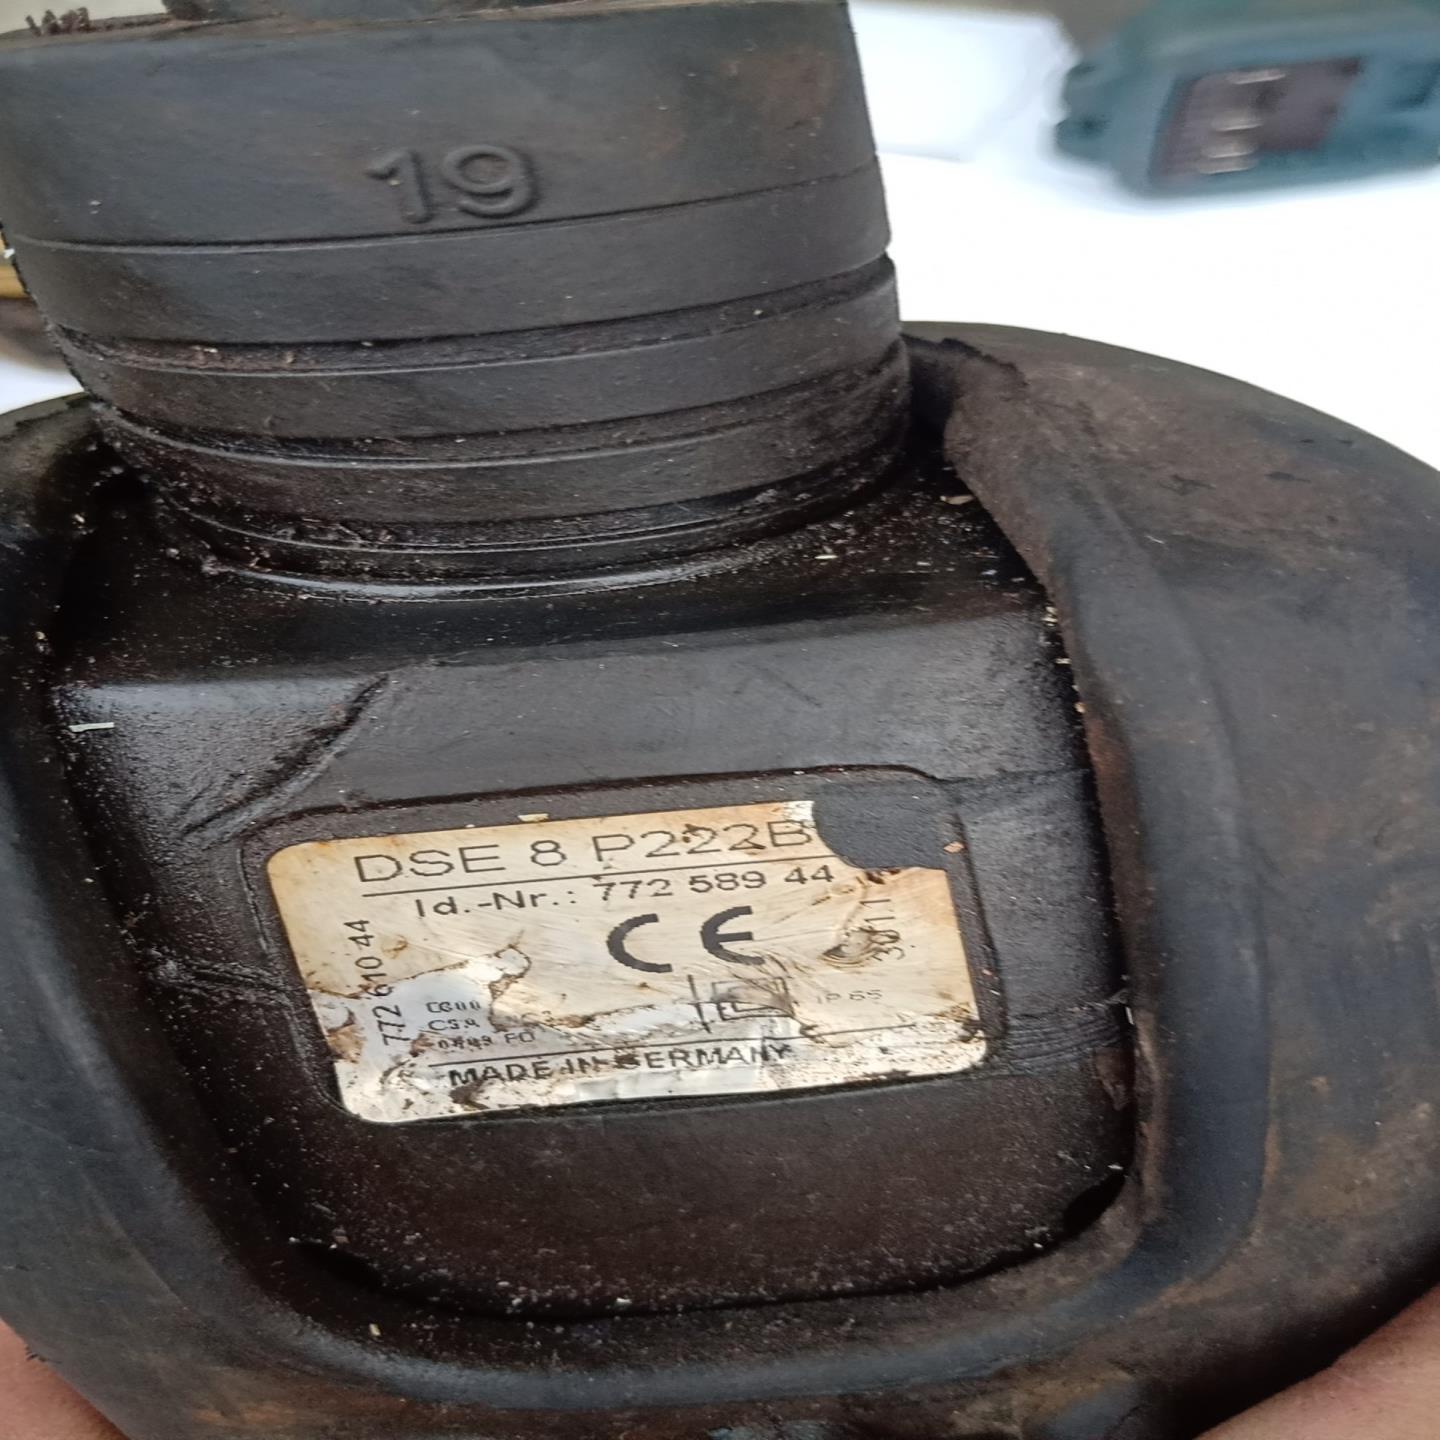 19
DSE 8 P222B
Id.-Nr.: 772 589 44
CE
772 610 44
IP 65
MADE IN GERMANY